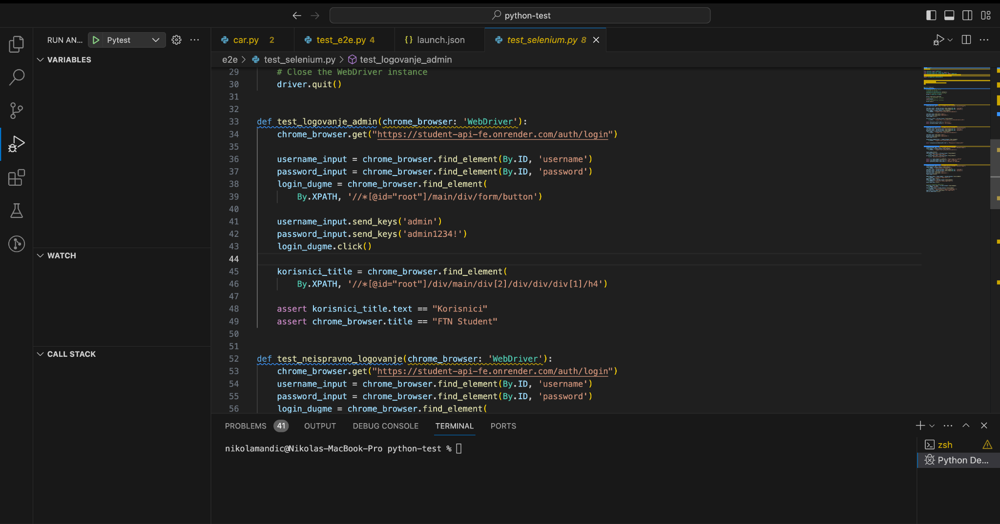 python-test
RUN AN... Pytest
car.py 2 test_e2e.py 4 {} launch.json test_selenium.py 8
e2e > test_selenium.py > test_logovanje_admin
VARIABLES
WATCH
CALL STACK
29 # Close the WebDriver instance
30 driver.quit()
31
32
33 def test_logovanje_admin(chrome_browser: 'WebDriver'):
34 chrome_browser.get("https://student-api-fe.onrender.com/auth/login")
35
36 username_input = chrome_browser.find_element(By.ID, 'username')
37 password_input = chrome_browser.find_element(By.ID, 'password')
38 login_dugme = chrome_browser.find_element(
39 By.XPATH, '//*[@id="root"]/main/div/form/button')
40
41 username_input.send_keys('admin')
42 password_input.send_keys('admin1234!')
43 login_dugme.click()
44
45 korisnici_title = chrome_browser.find_element(
46 By.XPATH, '//*[@id="root"]/div/main/div[2]/div/div/div[1]/h4')
47
48 assert korisnici_title.text == "Korisnici"
49 assert chrome_browser.title == "FTN Student"
50
51
52 def test_neispravno_logovanje(chrome_browser: 'WebDriver'):
53 chrome_browser.get("https://student-api-fe.onrender.com/auth/login")
54 username_input = chrome_browser.find_element(By.ID, 'username')
55 password_input = chrome_browser.find_element(By.ID, 'password')
56 login_dugme = chrome_browser.find_element(
PROBLEMS 41 OUTPUT DEBUG CONSOLE TERMINAL PORTS
nikolamandic@Nikolas-MacBook-Pro python-test %
zsh
Python De...